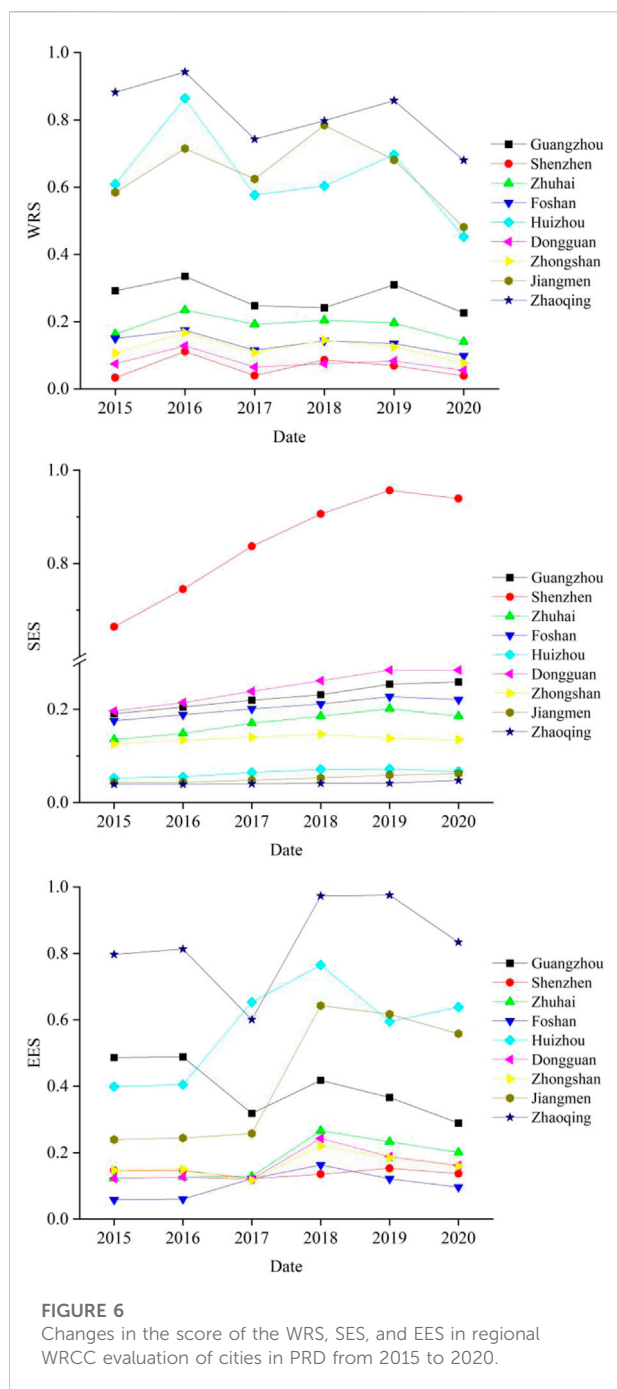 1.0
0.8
0.6
0.4
0.2
0.0
WRS
2015 2016 2017 2018 2019 2020
Date
Guangzhou
Shenzhen
Zhuhai
Foshan
Huizhou
Dongguan
Zhongshan
Jiangmen
Zhaoqing
1.0
0.8
0.2
0.0
SES
2015 2016 2017 2018 2019 2020
Date
Guangzhou
Shenzhen
Zhuhai
Foshan
Huizhou
Dongguan
Zhongshan
Jiangmen
Zhaoqing
1.0
0.8
0.6
0.4
0.2
0.0
EES
2015 2016 2017 2018 2019 2020
Date
Guangzhou
Shenzhen
Zhuhai
Foshan
Huizhou
Dongguan
Zhongshan
Jiangmen
Zhaoqing
FIGURE 6
Changes in the score of the WRS, SES, and EES in regional
WRCC evaluation of cities in PRD from 2015 to 2020.